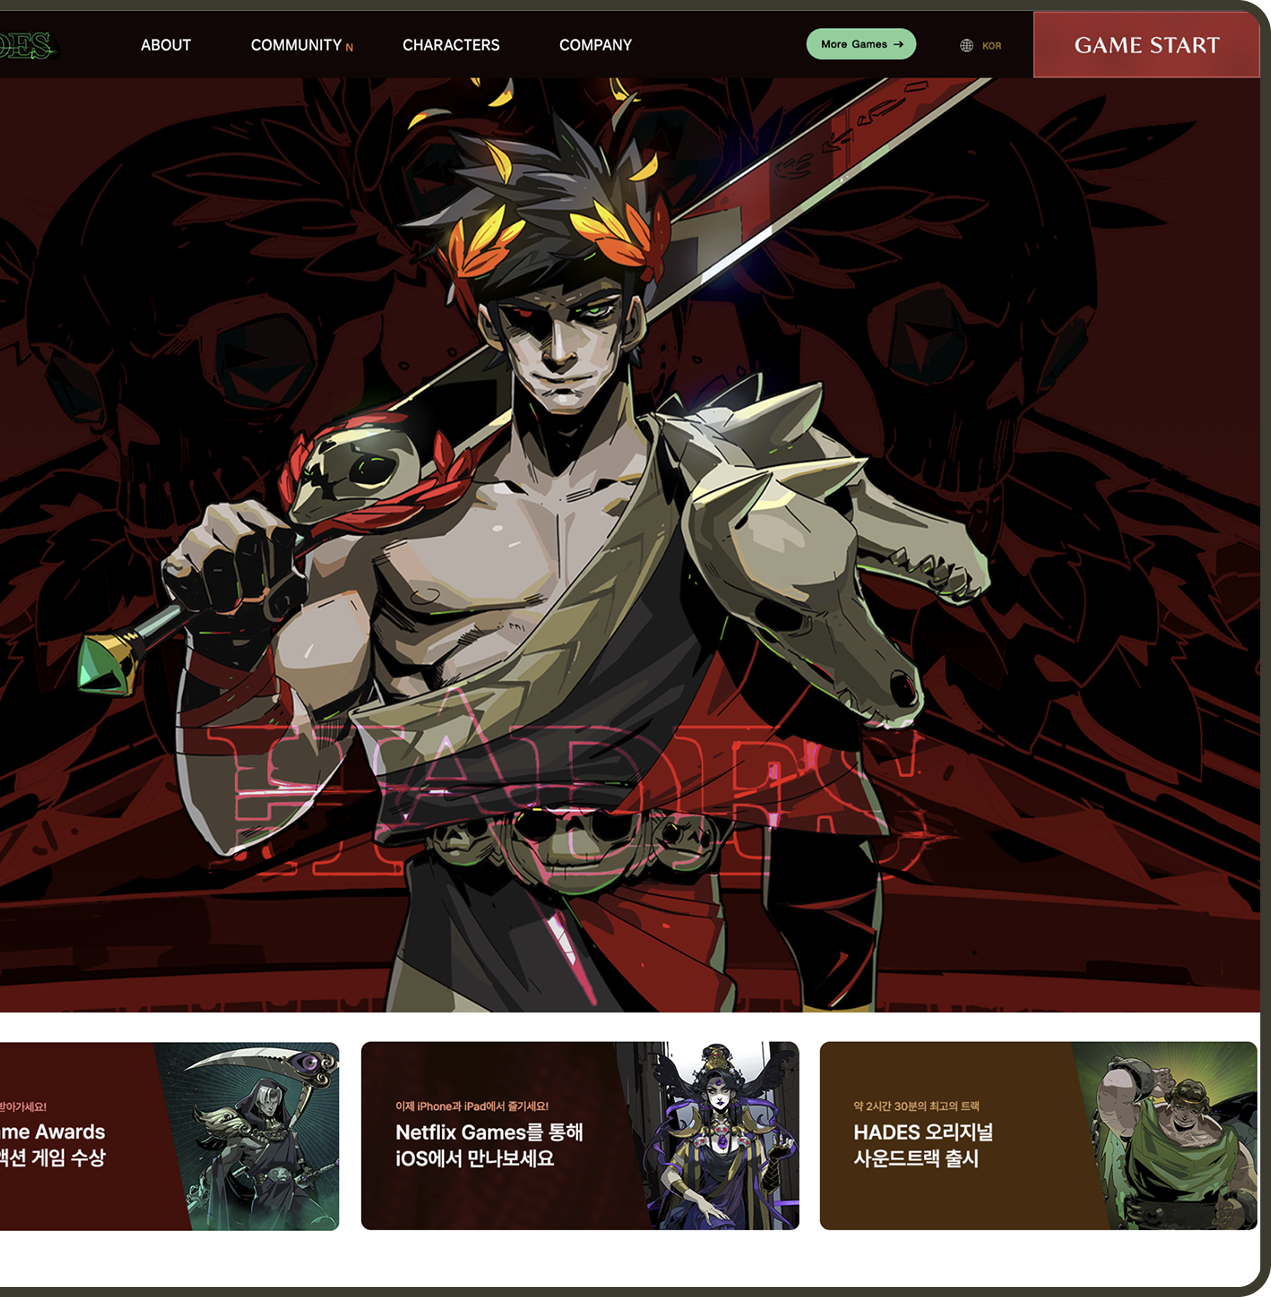 DES
ABOUT
COMMUNITY N
CHARACTERS
COMPANY
More Games →
KOR
GAME START
HADES
받아가세요!
me Awards
액션 게임 수상
이제 iPhone과 iPad에서 즐기세요!
Netflix Games를 통해
iOS에서 만나보세요
약 2시간 30분의 최고의 트랙
HADES 오리지널
사운드트랙 출시